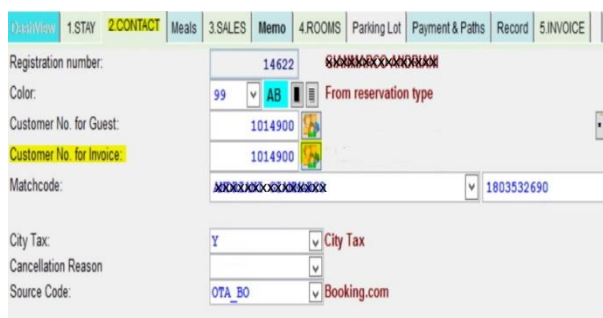 DashView 1.STAY 2.CONTACT Meals 3.SALES Memo 4.ROOMS Parking Lot Payment & Paths Record 5.INVOICE
Registration number: 14622
Color: 99 AB From reservation type
Customer No. for Guest: 1014900
Customer No. for Invoice: 1014900
Matchcode: 1803532690
City Tax: Y City Tax
Cancellation Reason
Source Code: OTA_BO Booking.com